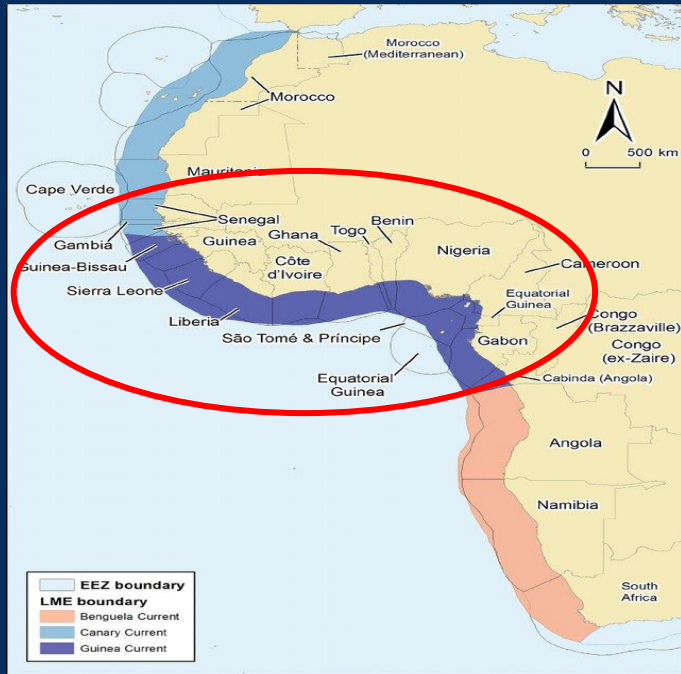 Morocco
(Mediterranean)
N
Morocco
0 500 km
Mauritania
Cape Verde
Senegal
Gambia
Guinea
Ghana
Togo
Benin
Nigeria
Guinea-Bissau
Côte
d'Ivoire
Cameroon
Sierra Leone
Equatorial
Guinea
Liberia
Congo
(Brazzaville)
São Tomé & Príncipe
Gabon
Congo
(ex-Zaire)
Equatorial
Guinea
Cabinda (Angola)
Angola
Namibia
South
Africa
EEZ boundary
LME boundary
Benguela Current
Canary Current
Guinea Current